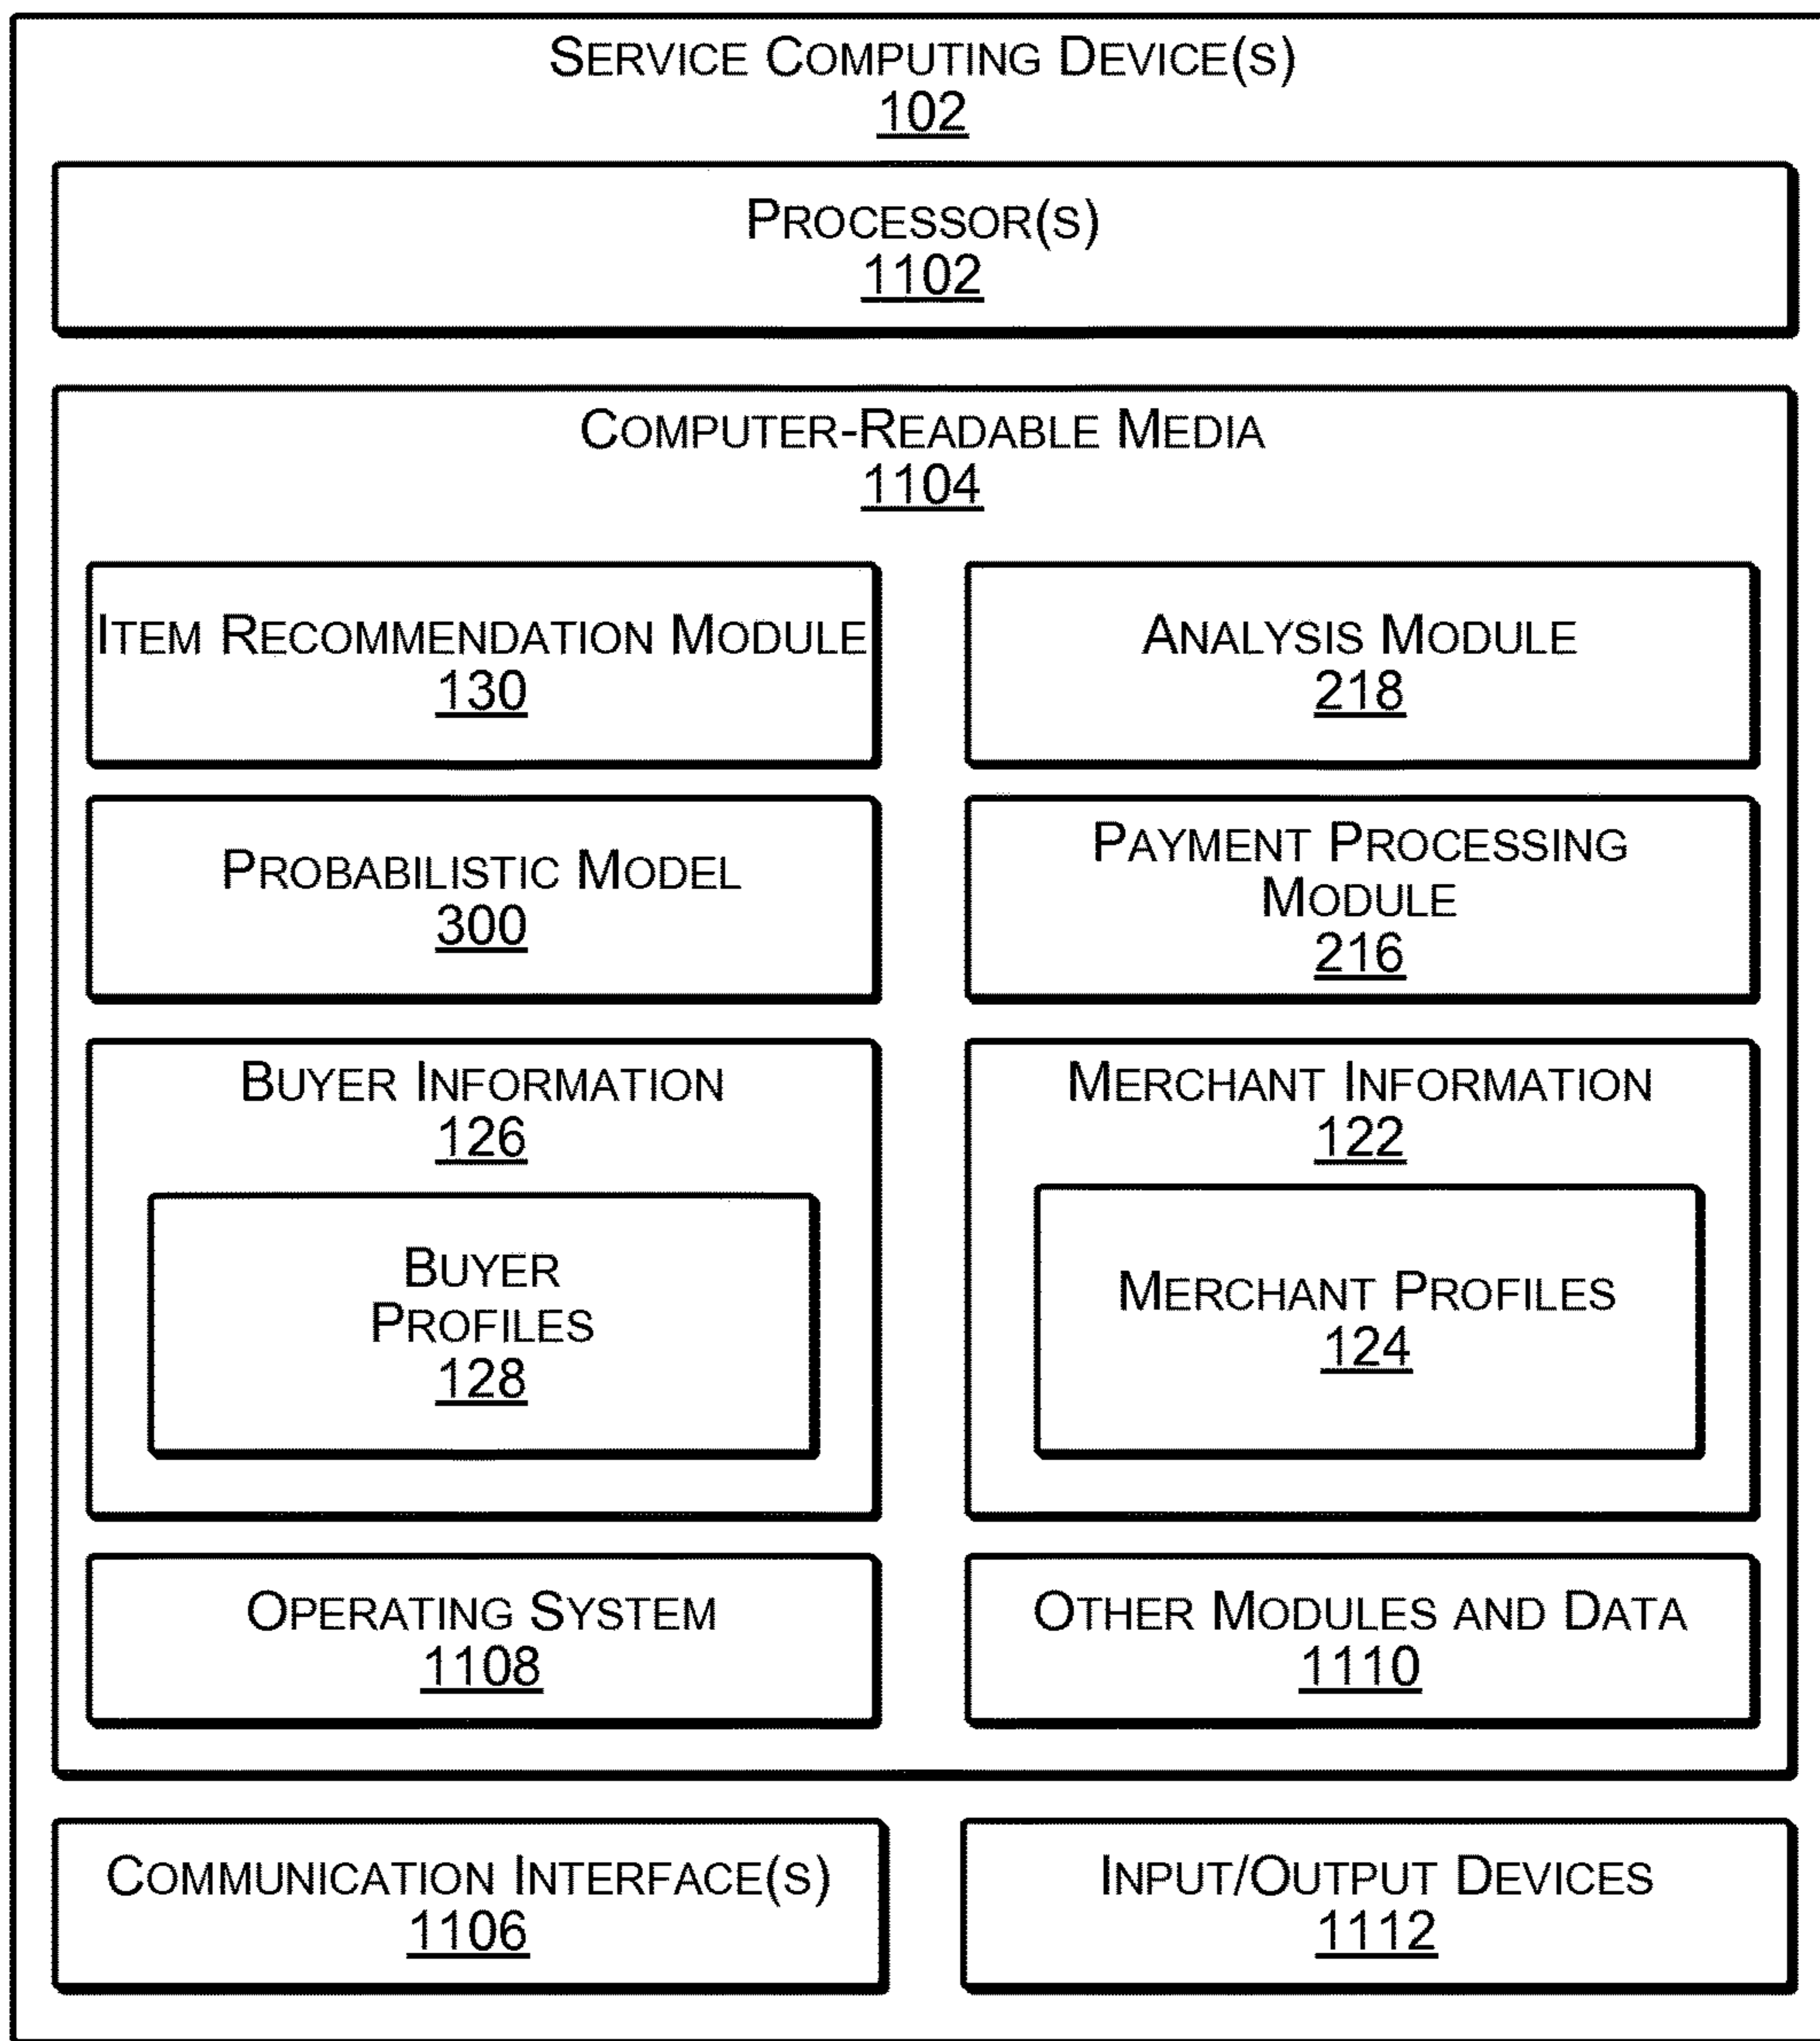 SERVICE COMPUTING DEVICE(S)
102
PROCESSOR(S)
1102
COMPUTER-READABLE MEDIA
1104
ITEM RECOMMENDATION MODULE
130
ANALYSIS MODULE
218
PROBABILISTIC MODEL
300
PAYMENT PROCESSING
MODULE
216
BUYER INFORMATION
126
BUYER
PROFILES
128
MERCHANT INFORMATION
122
MERCHANT PROFILES
124
OPERATING SYSTEM
1108
OTHER MODULES AND DATA
1110
COMMUNICATION INTERFACE(S)
1106
INPUT/OUTPUT DEVICES
1112